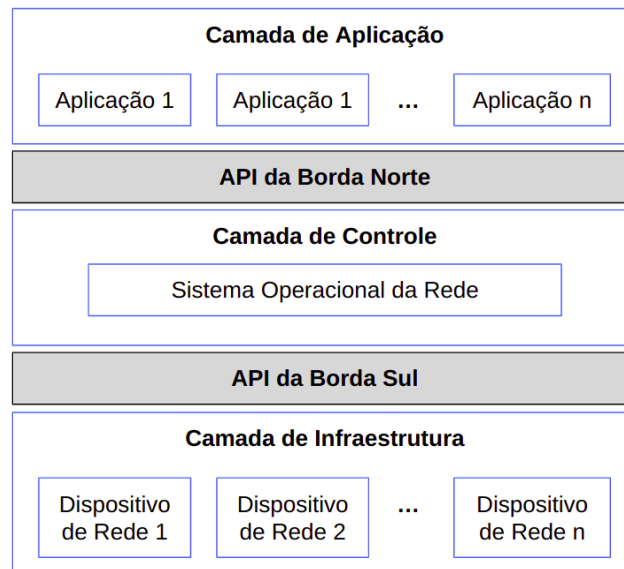 Camada de Aplicação
Aplicação 1 Aplicação 1 ... Aplicação n
API da Borda Norte
Camada de Controle
Sistema Operacional da Rede
API da Borda Sul
Camada de Infraestrutura
Dispositivo
de Rede 1
Dispositivo
de Rede 2
...
Dispositivo
de Rede n